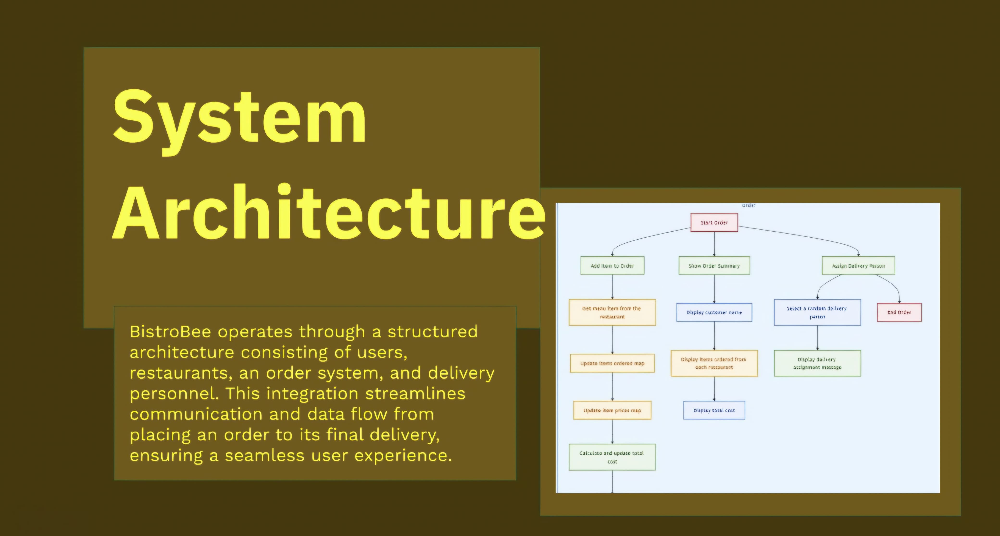 System
Architecture
BistroBee operates through a structured
architecture consisting of users,
restaurants, an order system, and delivery
personnel. This integration streamlines
communication and data flow from
placing an order to its final delivery,
ensuring a seamless user experience.
order
Start Order
Add Item to Order
Show Order Summary
Assign Delivery Person
Get menu item from the
restaurant
Display customer name
Select a random delivery
person
End Order
Update items ordered map
Display items ordered from
each restaurant
Display delivery
assignment message
Update item prices map
Display total cost
Calculate and update total
cost